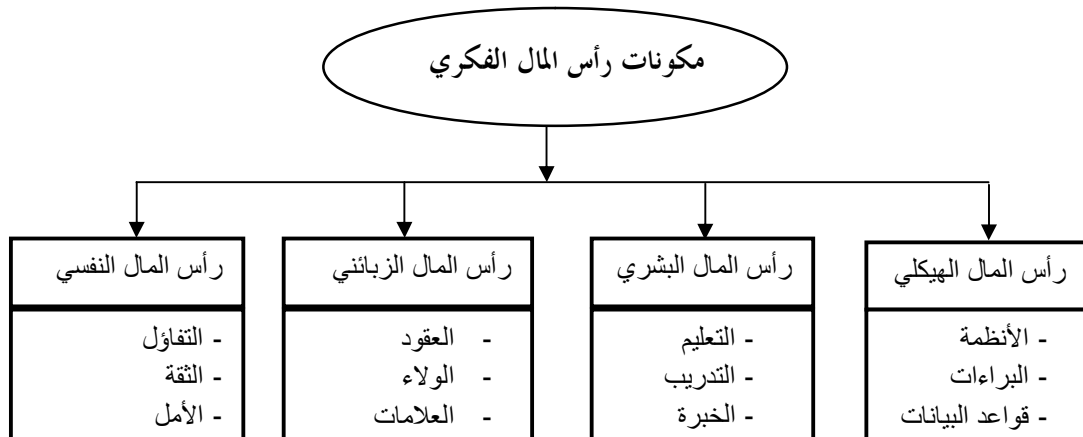 مكونات رأس المال الفكري
رأس المال الهيكلي
- الأنظمة
- البراءات
- قواعد البيانات
رأس المال البشري
- التعليم
- التدريب
- الخبرة
رأس المال الزبائني
- العقود
- الولاء
- العلامات
رأس المال النفسي
- التفاؤل
- الثقة
- الأمل